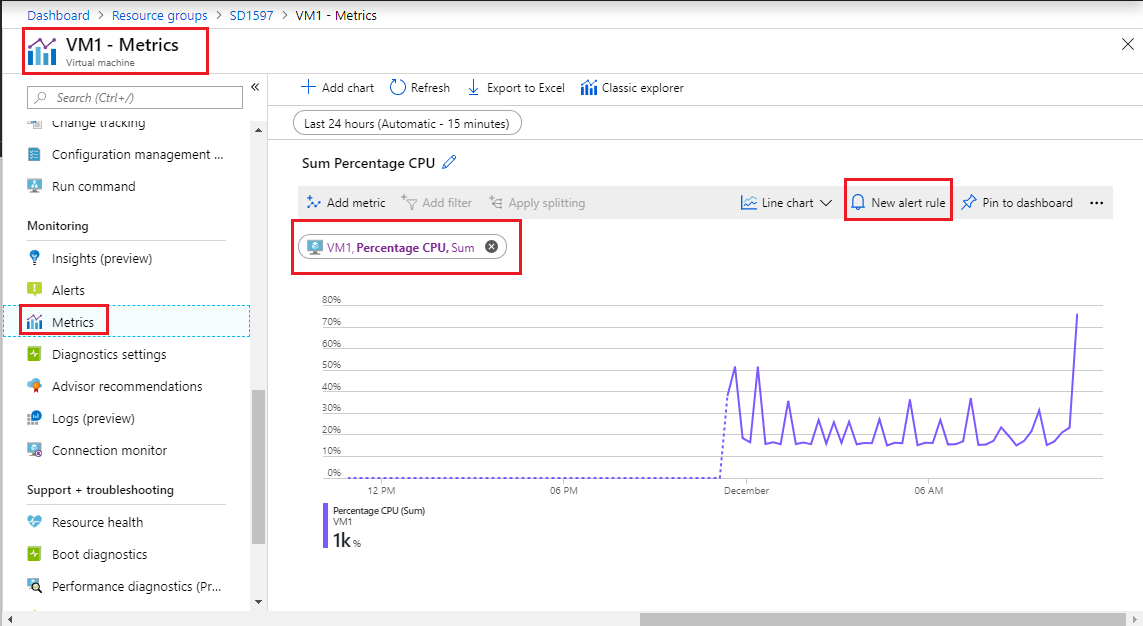 Dashboard > Resource groups > SD1597 > VM1 - Metrics
VM1 - Metrics
Virtual machine
Search (Ctrl+/)
Change tracking
Configuration management ...
Run command
Monitoring
Insights (preview)
Alerts
Metrics
Diagnostics settings
Advisor recommendations
Logs (preview)
Connection monitor
Support + troubleshooting
Resource health
Boot diagnostics
Performance diagnostics (Pr...
Add chart Refresh Export to Excel Classic explorer
Last 24 hours (Automatic - 15 minutes)
Sum Percentage CPU
Add metric Add filter Apply splitting Line chart New alert rule Pin to dashboard ...
VM1, Percentage CPU, Sum
80%
70%
60%
50%
40%
30%
20%
10%
0%
12 PM 06 PM December 06 AM
Percentage CPU (Sum)
VM1
1k %